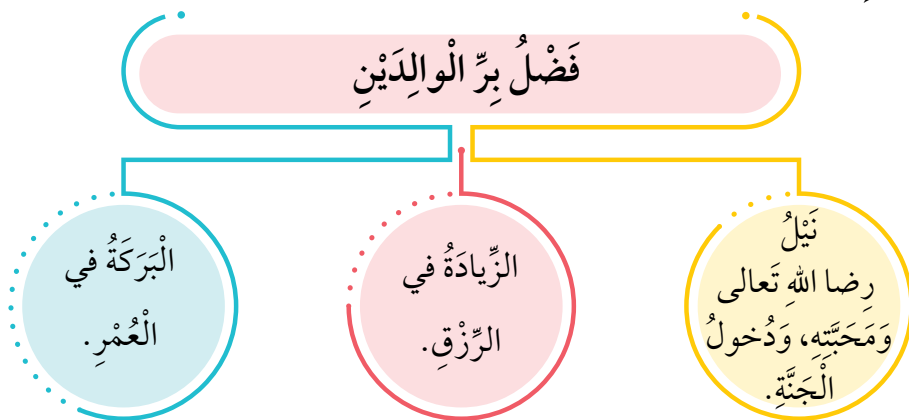 فَضْلُ بِرِّ الْوالِدَيْنِ
نَيْلُ
رِضا اللهِ تَعالى
وَمَحَبَّتِهِ، وَدُخولُ
الْجَنَّةِ.
الزِّيادَةُ في
الرِّزْقِ.
الْبَرَكَةُ في
الْعُمْرِ.